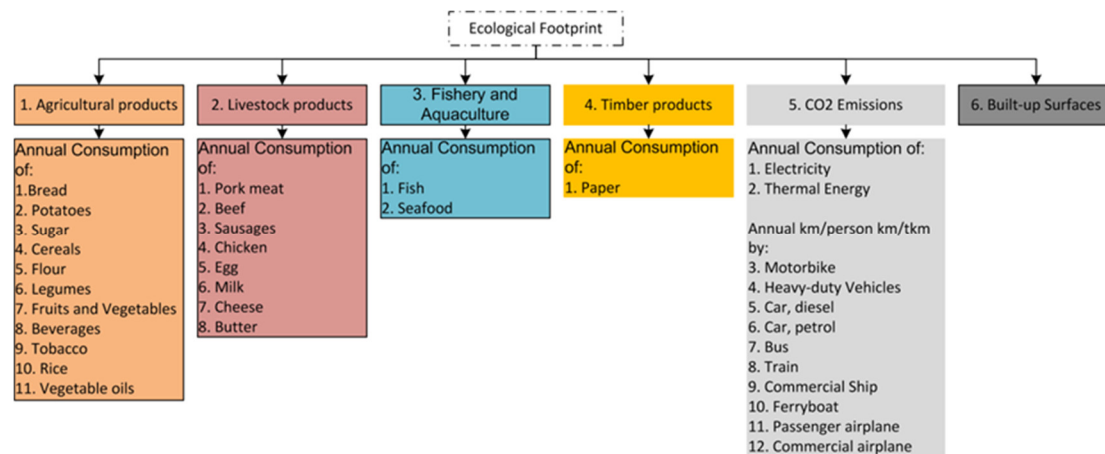 Ecological Footprint
1. Agricultural products
2. Livestock products
3. Fishery and
Aquaculture
4. Timber products
5. CO2 Emissions
6. Built-up Surfaces
Annual Consumption
of:
1.Bread
2. Potatoes
3. Sugar
4. Cereals
5. Flour
6. Legumes
7. Fruits and Vegetables
8. Beverages
9. Tobacco
10. Rice
11. Vegetable oils
Annual Consumption
of:
1. Pork meat
2. Beef
3. Sausages
4. Chicken
5. Egg
6. Milk
7. Cheese
8. Butter
Annual Consumption
of:
1. Fish
2. Seafood
Annual Consumption
of:
1. Paper
Annual Consumption of:
1. Electricity
2. Thermal Energy
Annual km/person km/tkm
by:
3. Motorbike
4. Heavy-duty Vehicles
5. Car, diesel
6. Car, petrol
7. Bus
8. Train
9. Commercial Ship
10. Ferryboat
11. Passenger airplane
12. Commercial airplane